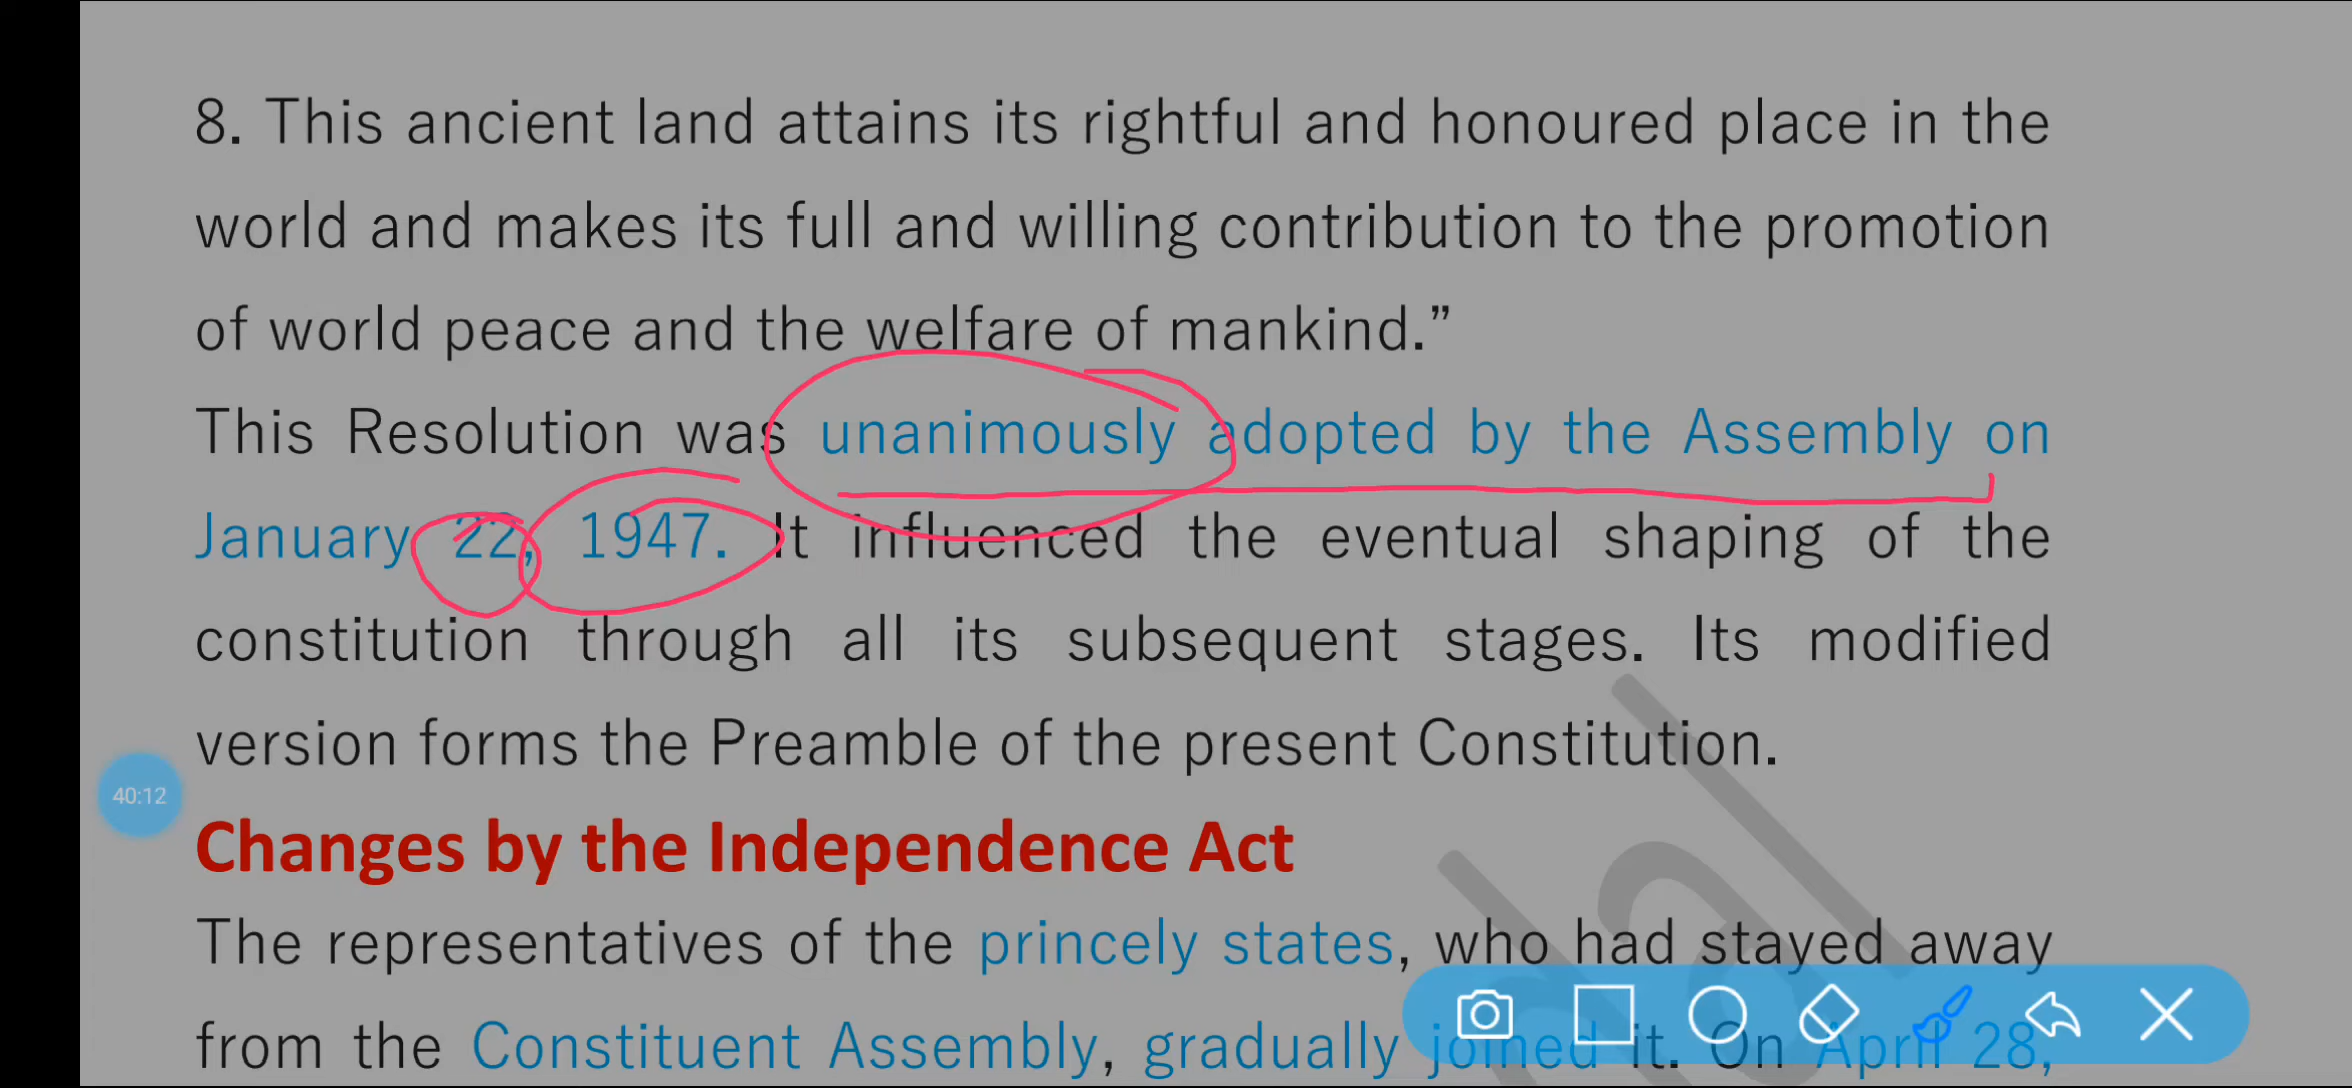 8. This ancient land attains its rightful and honoured place in the
world and makes its full and willing contribution to the promotion
of world peace and the welfare of mankind.”
This Resolution was unanimously adopted by the Assembly on
January 22, 1947. It influenced the eventual shaping of the
constitution through all its subsequent stages. Its modified
version forms the Preamble of the present Constitution.
40:12
Changes by the Independence Act
The representatives of the princely states, who had stayed away
from the Constituent Assembly, gradually joined it. On April 28,